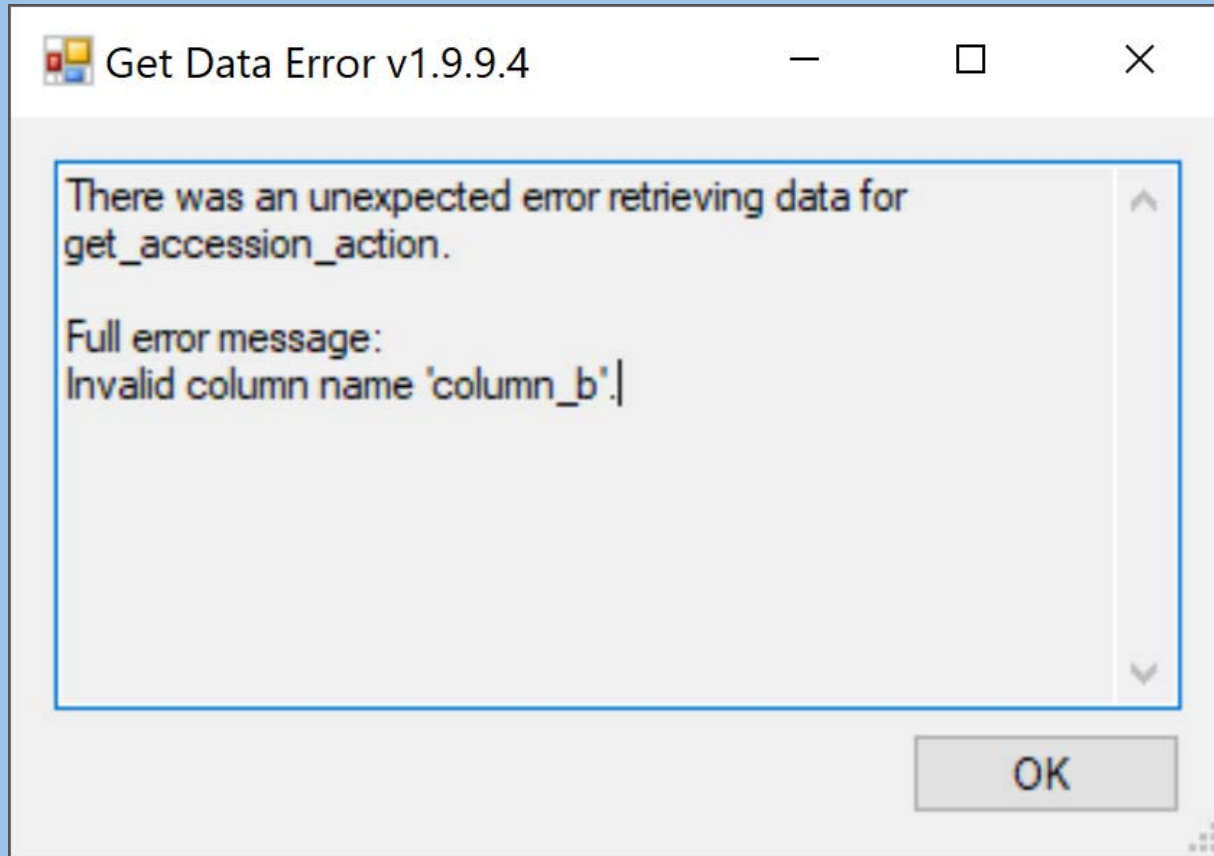 Get Data Error v1.9.9.4
There was an unexpected error retrieving data for
get_accession_action.
Full error message:
Invalid column name 'column_b'.
OK